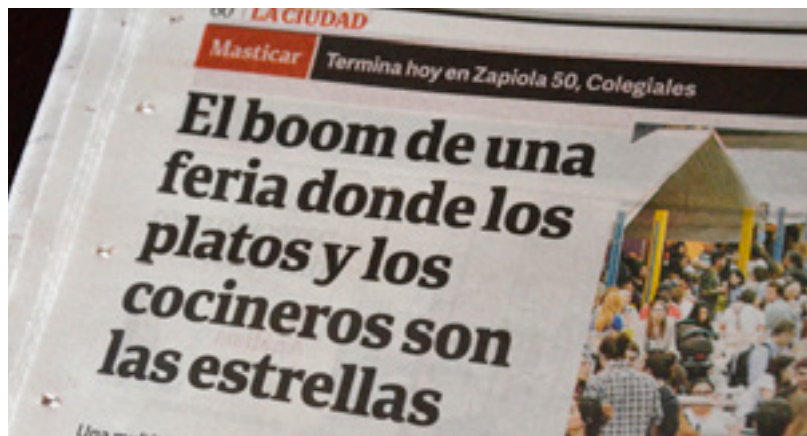 LA CIUDAD
Masticar
Termina hoy en Zapiola 50, Colegiales
El boom de una
feria donde los
platos y los
cocineros son
las estrellas
Una